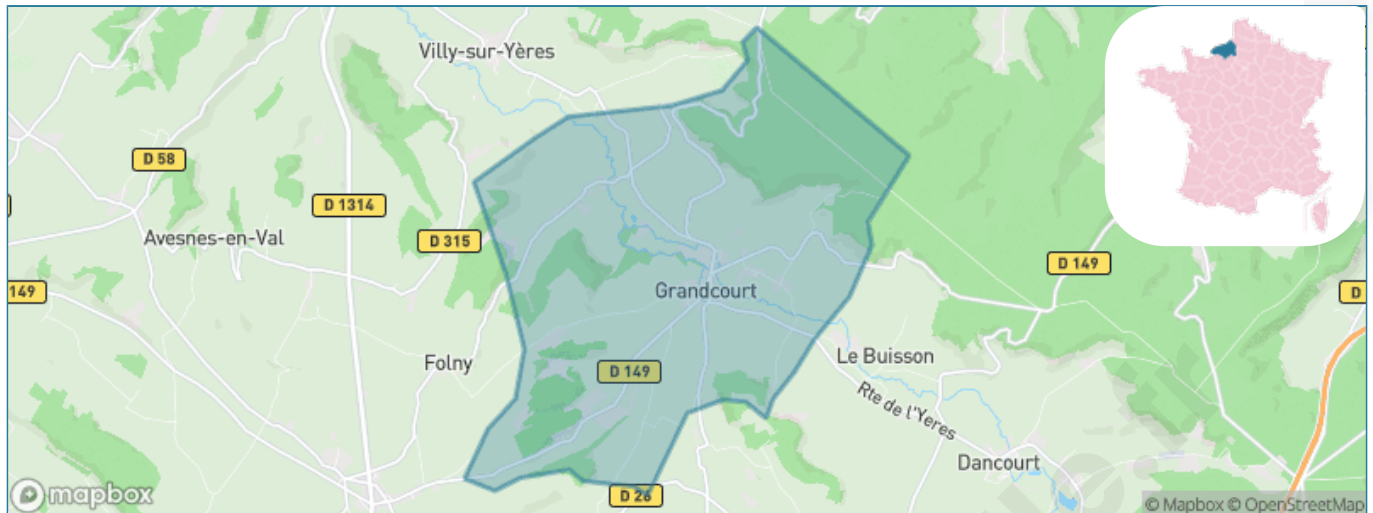 Villy-sur-Yères
D 58
D 1314
Avesnes-en-Val
D 315
D 149
149
D
Grandcourt
Folny
D 149
Le Buisson
Rte de l'Yeres
Dancourt
D 26
mapbox
© Mapbox © OpenStreetMap